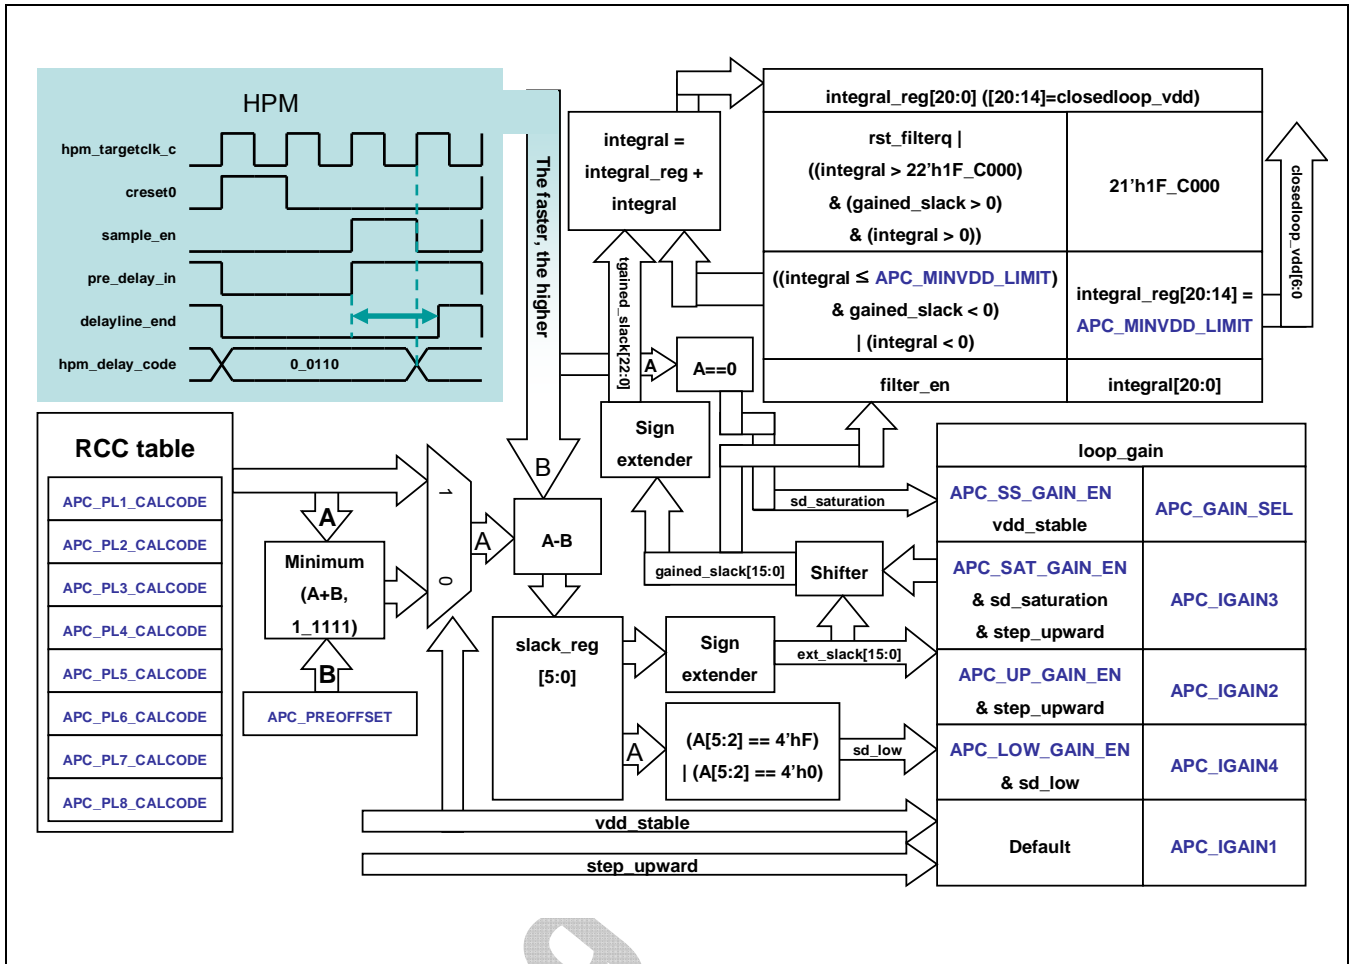 HPM
hpm_targetclk_c
creset0
sample_en
pre_delay_in
delayline_end
hpm_delay_code
0_0110
The faster, the higher
B
integral =
integral_reg +
integral
tgained_slack[22:0]
integral_reg[20:0] ([20:14]=closedloop_vdd)
rst_filterq |
((integral > 22'h1F_C000)
& (gained_slack > 0)
& (integral > 0))
21'h1F_C000
((integral ≤ APC_MINVDD_LIMIT)
& gained_slack < 0)
| (integral < 0)
integral_reg[20:14] =
APC_MINVDD_LIMIT
filter_en
integral[20:0]
closedloop_vdd[6:0
A
A==0
Sign
extender
RCC table
APC_PL1_CALCODE
APC_PL2_CALCODE
APC_PL3_CALCODE
APC_PL4_CALCODE
APC_PL5_CALCODE
APC_PL6_CALCODE
APC_PL7_CALCODE
APC_PL8_CALCODE
A
Minimum
(A+B,
1_1111)
B
APC_PREOFFSET
1
0
A
A-B
slack_reg
[5:0]
gained_slack[15:0]
Shifter
Sign
extender
ext_slack[15:0]
A
(A[5:2] == 4'hF)
| (A[5:2] == 4'h0)
sd_low
sd_saturation
vdd_stable
step_upward
loop_gain
APC_SS_GAIN_EN
vdd_stable
APC_GAIN_SEL
APC_SAT_GAIN_EN
& sd_saturation
& step_upward
APC_IGAIN3
APC_UP_GAIN_EN
& step_upward
APC_IGAIN2
APC_LOW_GAIN_EN
& sd_low
APC_IGAIN4
Default
APC_IGAIN1